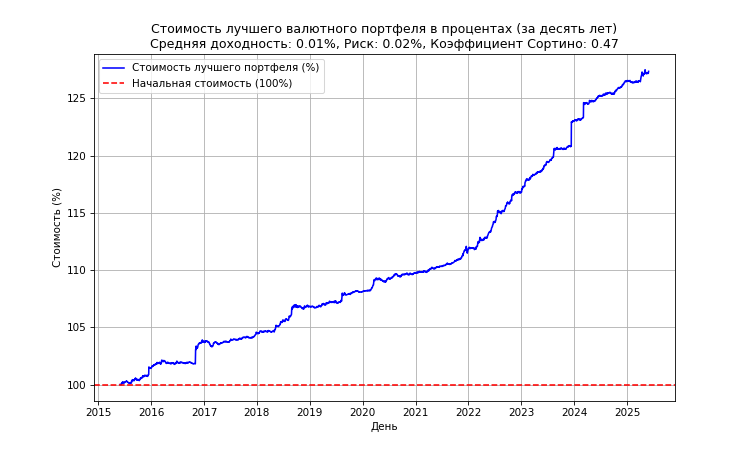 Стоимость лучшего валютного портфеля в процентах (за десять лет)
Средняя доходность: 0.01%, Риск: 0.02%, Коэффициент Сортино: 0.47
Стоимость лучшего портфеля (%)
Начальная стоимость (100%)
Стоимость (%)
125
120
115
110
105
100
2015 2016 2017 2018 2019 2020 2021 2022 2023 2024 2025
День